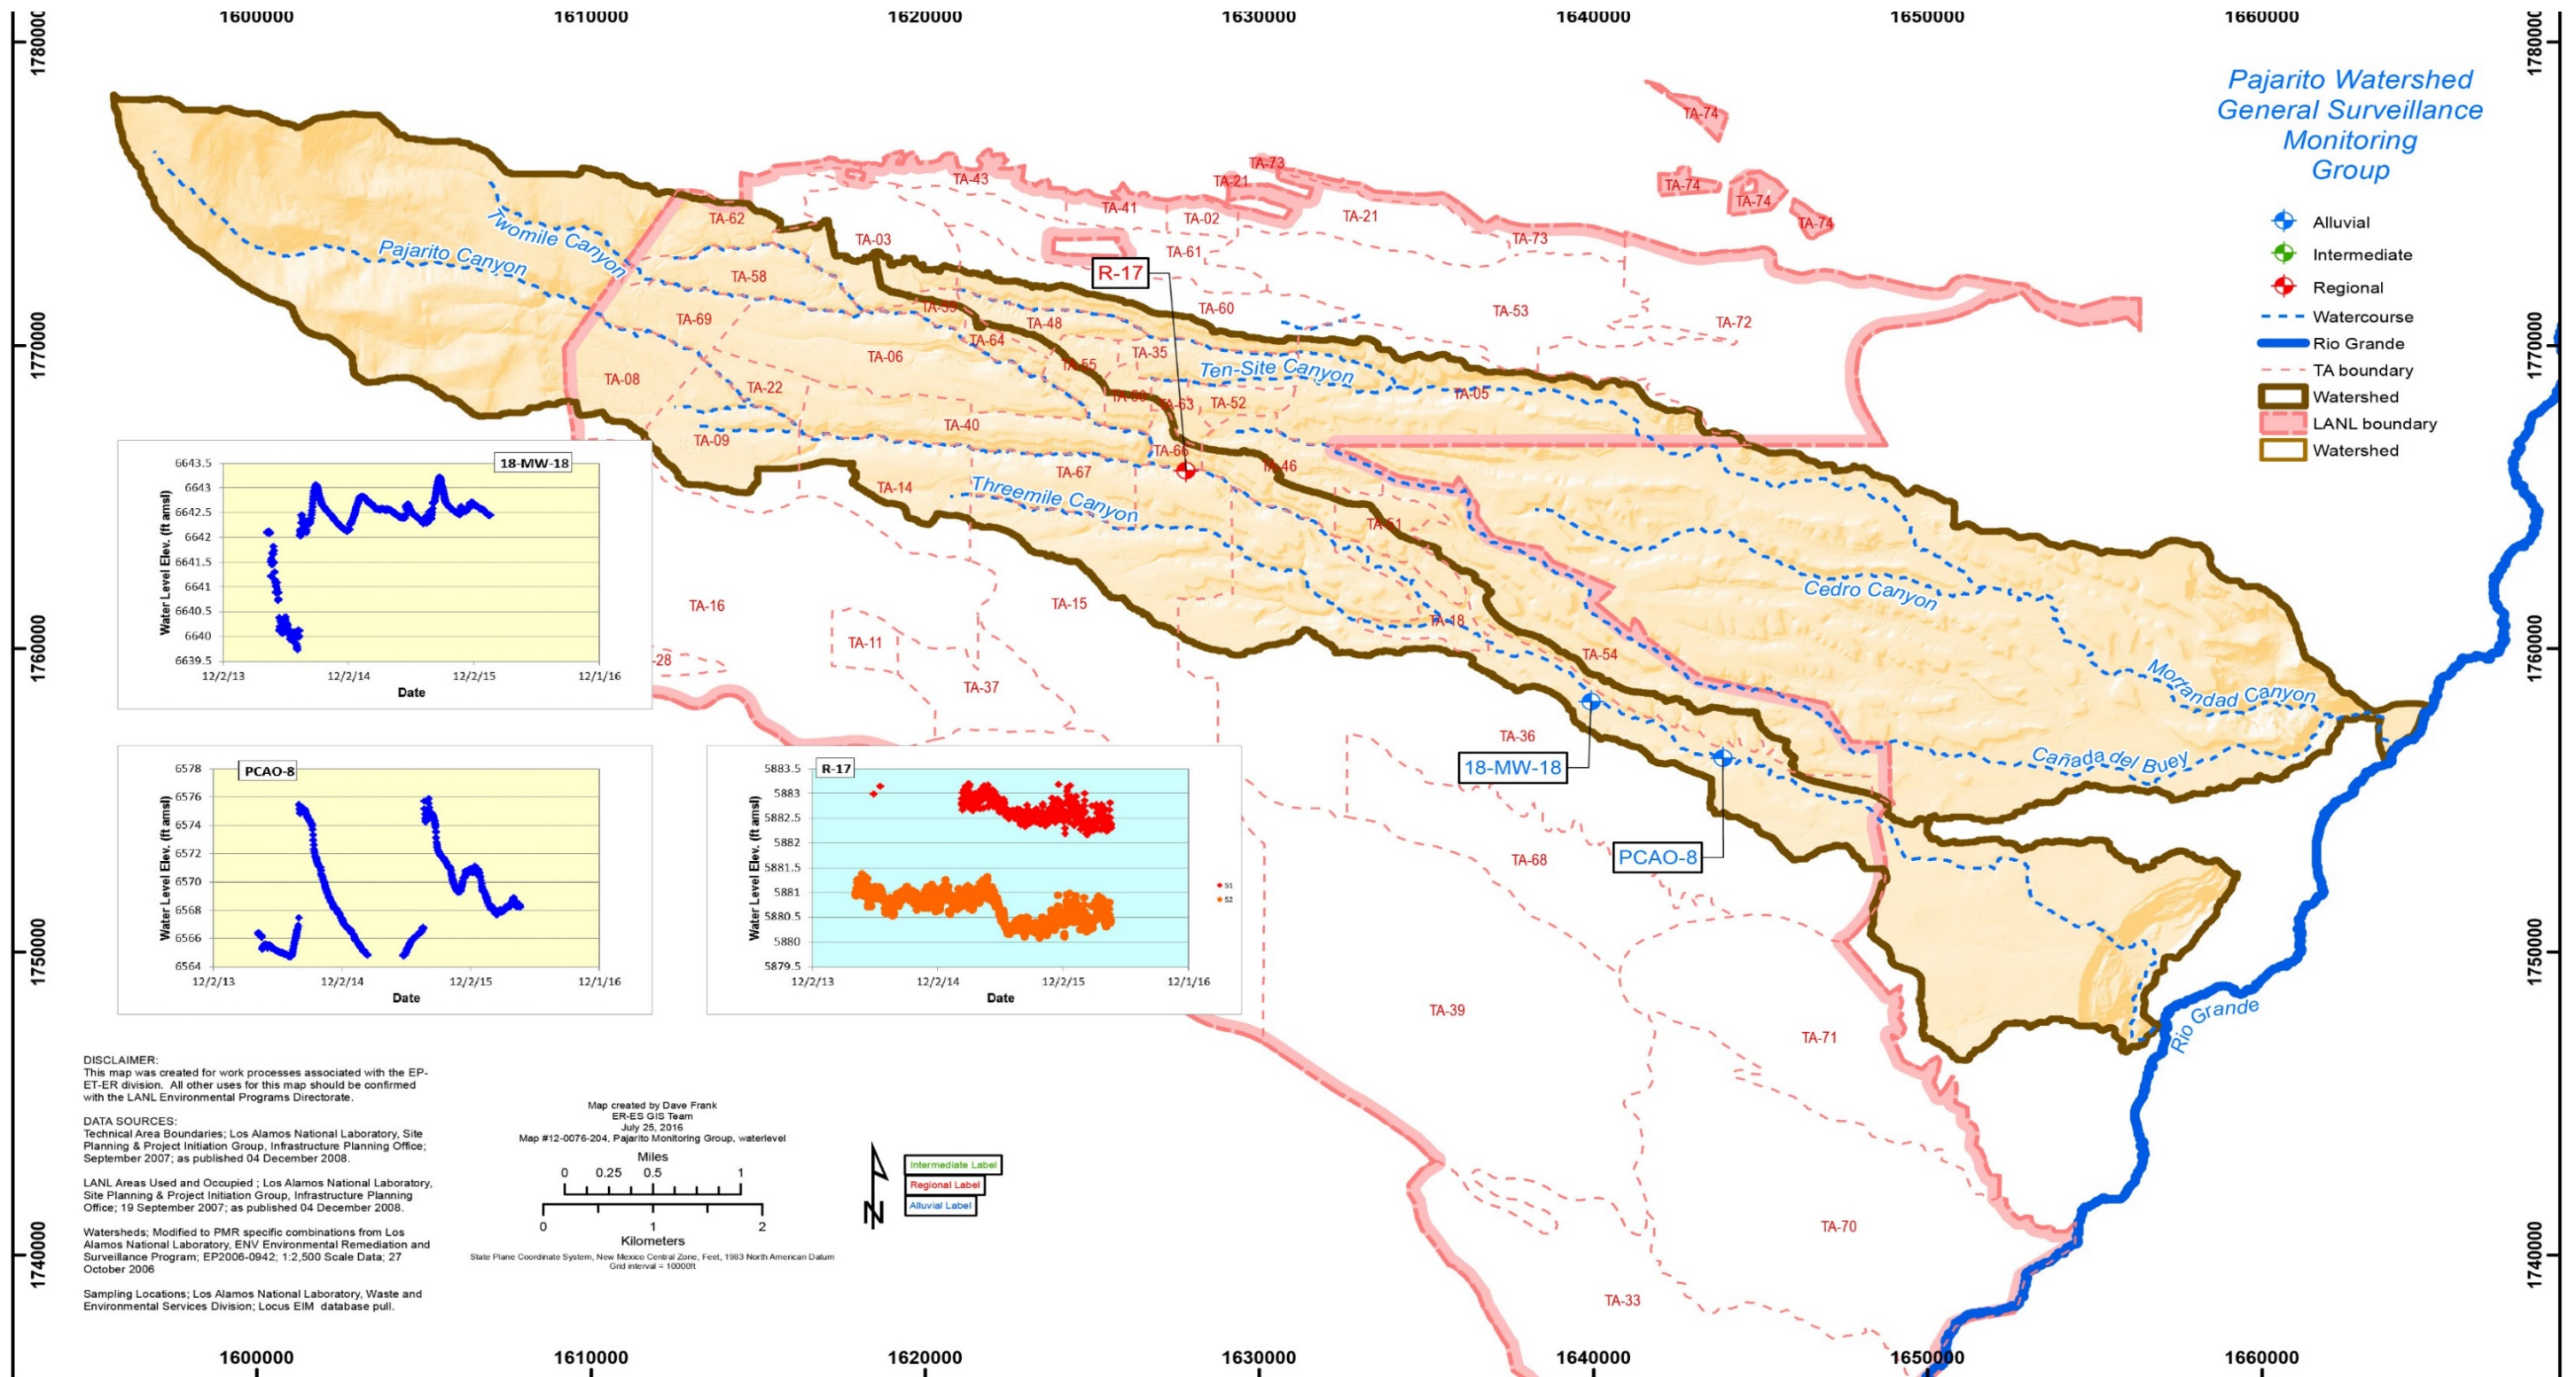 1600000 1610000 1620000 1630000 1640000 1650000 1660000
1780000
1780000
1770000
1770000
1760000
1760000
1750000
1750000
1740000
1740000
Pajarito Watershed
General Surveillance
Monitoring
Group
Alluvial
Intermediate
Regional
Watercourse
Rio Grande
TA boundary
Watershed
LANL boundary
Watershed
TA-74
TA-74
TA-74
TA-74
TA-73
TA-21
TA-43
TA-41
TA-02
TA-21
TA-62
TA-03
TA-73
TA-61
Twomile Canyon
Pajarito Canyon
TA-58
R-17
TA-60
TA-53
TA-72
TA-69
TA-59
TA-48
TA-64
TA-06
TA-35
TA-55
Ten-Site Canyon
TA-08
TA-22
TA-05
TA-63
TA-52
TA-40
TA-09
TA-66
TA-46
TA-67
TA-14
Threemile Canyon
TA-51
Cedro Canyon
TA-16
TA-15
TA-18
TA-11
TA-54
-28
TA-37
Mortandad Canyon
TA-36
Cañada del Buey
18-MW-18
PCAO-8
TA-68
TA-39
TA-71
Rio Grande
TA-70
TA-33
18-MW-18
Water Level Elev. (ft amsl)
6643.5
6643
6642.5
6642
6641.5
6641
6640.5
6640
6639.5
12/2/13 12/2/14 12/2/15 12/1/16
Date
PCAO-8
Water Level Elev. (ft amsl)
6578
6576
6574
6572
6570
6568
6566
6564
12/2/13 12/2/14 12/2/15 12/1/16
Date
R-17
Water Level Elev. (ft amsl)
5883.5
5883
5882.5
5882
5881.5
5881
5880.5
5880
5879.5
12/2/13 12/2/14 12/2/15 12/1/16
Date
S1
S2
DISCLAIMER:
This map was created for work processes associated with the EP-
ET-ER division. All other uses for this map should be confirmed
with the LANL Environmental Programs Directorate.
DATA SOURCES:
Technical Area Boundaries; Los Alamos National Laboratory, Site
Planning & Project Initiation Group, Infrastructure Planning Office;
September 2007; as published 04 December 2008.
LANL Areas Used and Occupied ; Los Alamos National Laboratory,
Site Planning & Project Initiation Group, Infrastructure Planning
Office; 19 September 2007; as published 04 December 2008.
Watersheds; Modified to PMR specific combinations from Los
Alamos National Laboratory, ENV Environmental Remediation and
Surveillance Program; EP2006-0942; 1:2,500 Scale Data; 27
October 2006
Sampling Locations; Los Alamos National Laboratory, Waste and
Environmental Services Division; Locus EIM database pull.
Map created by Dave Frank
ER-ES GIS Team
July 25, 2016
Map #12-0076-204, Pajarito Monitoring Group, waterlevel
Miles
0 0.25 0.5 1
0 1 2
Kilometers
State Plane Coordinate System, New Mexico Central Zone, Feet, 1983 North American Datum
Grid interval = 10000ft
N
Intermediate Label
Regional Label
Alluvial Label
1600000 1610000 1620000 1630000 1640000 1650000 1660000